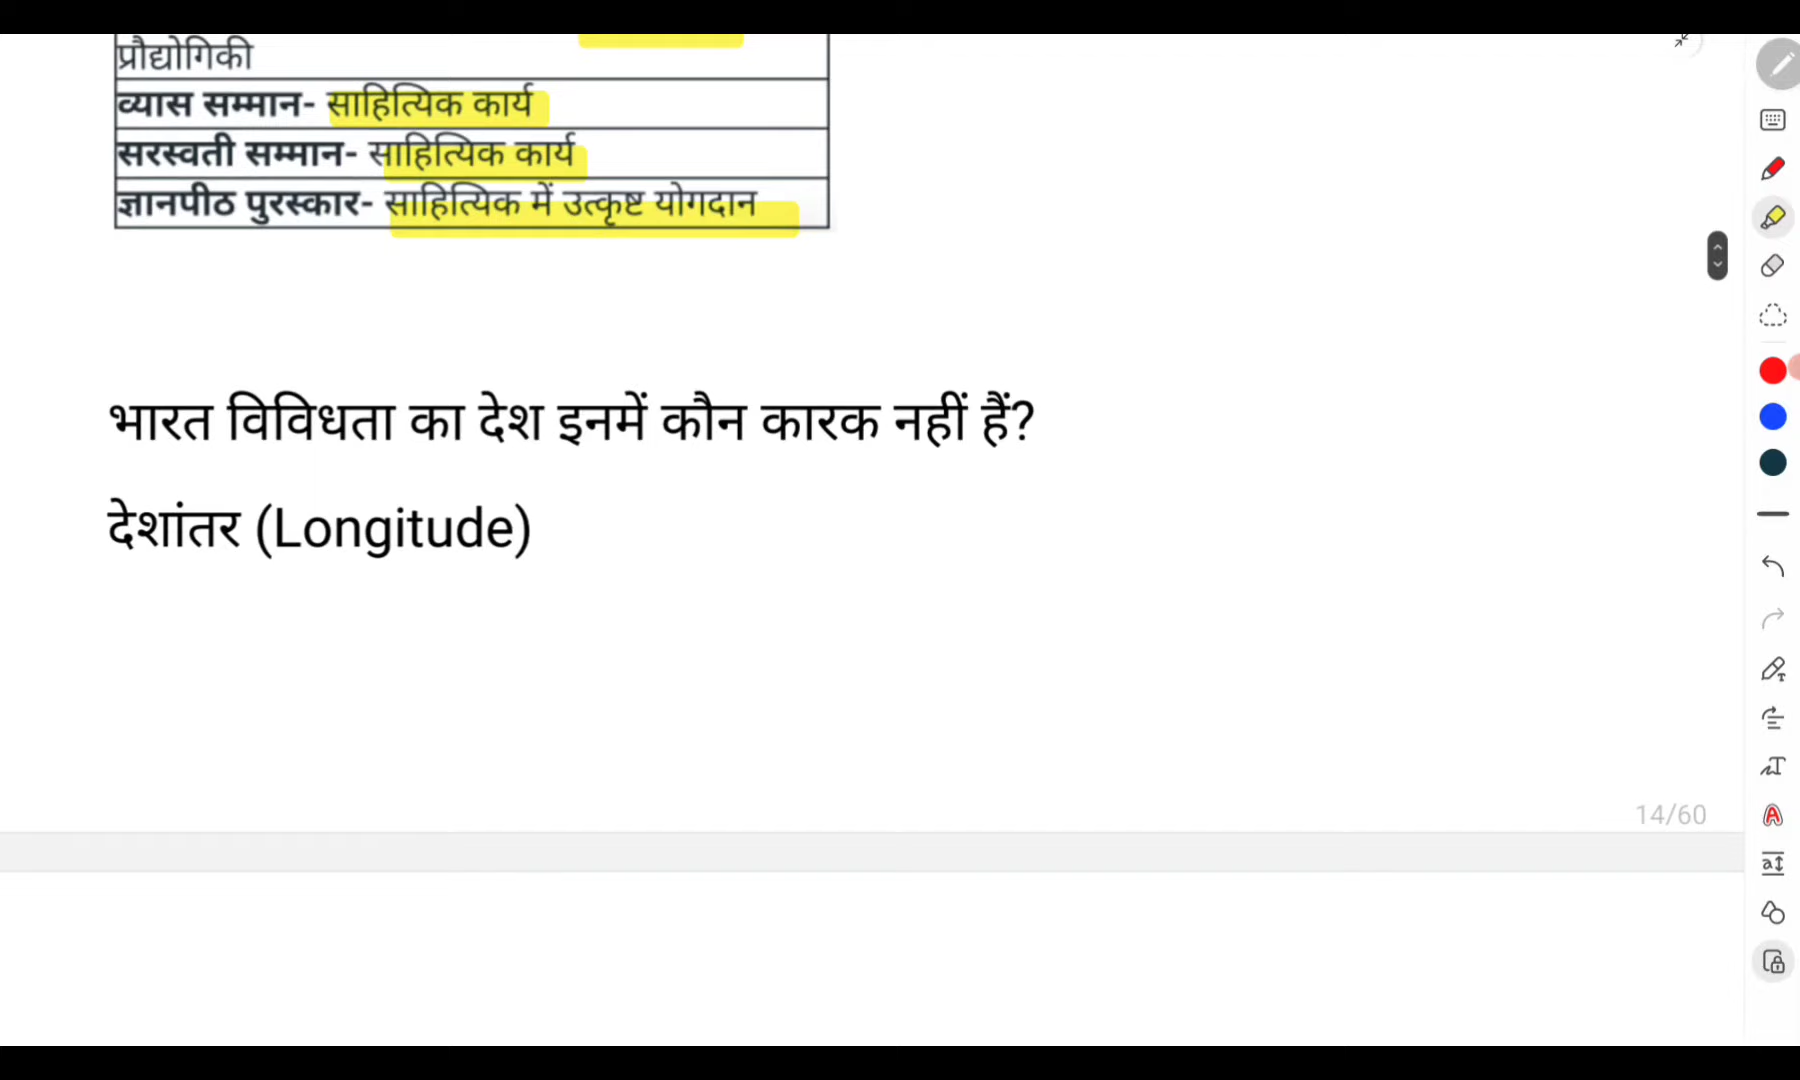 प्रौद्योगिकी
व्यास सम्मान- साहित्यिक कार्य
सरस्वती सम्मान- साहित्यिक कार्य
ज्ञानपीठ पुरस्कार- साहित्यिक में उत्कृष्ट योगदान
भारत विविधता का देश इनमें कौन कारक नहीं हैं?
देशांतर (Longitude)
14/60